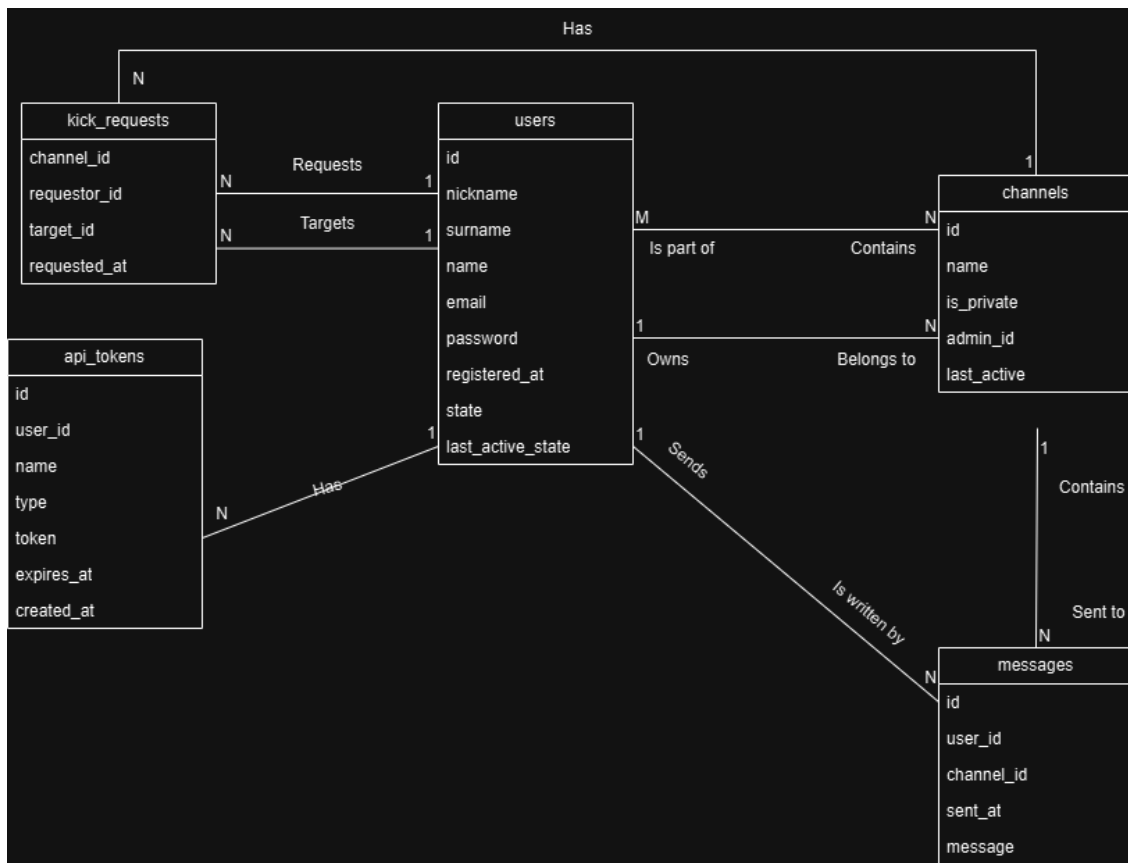 Has
N
1
kick_requests
channel_id
requestor_id
target_id
requested_at
Requests
N
1
Targets
N
1
users
id
nickname
surname
name
email
password
registered_at
state
last_active_state
M
N
Is part of
Contains
1
N
Owns
Belongs to
channels
id
name
is_private
admin_id
last_active
api_tokens
id
user_id
name
type
token
expires_at
created_at
1
Has
N
1
Sends
Is written by
N
1
Contains
Sent to
N
messages
id
user_id
channel_id
sent_at
message